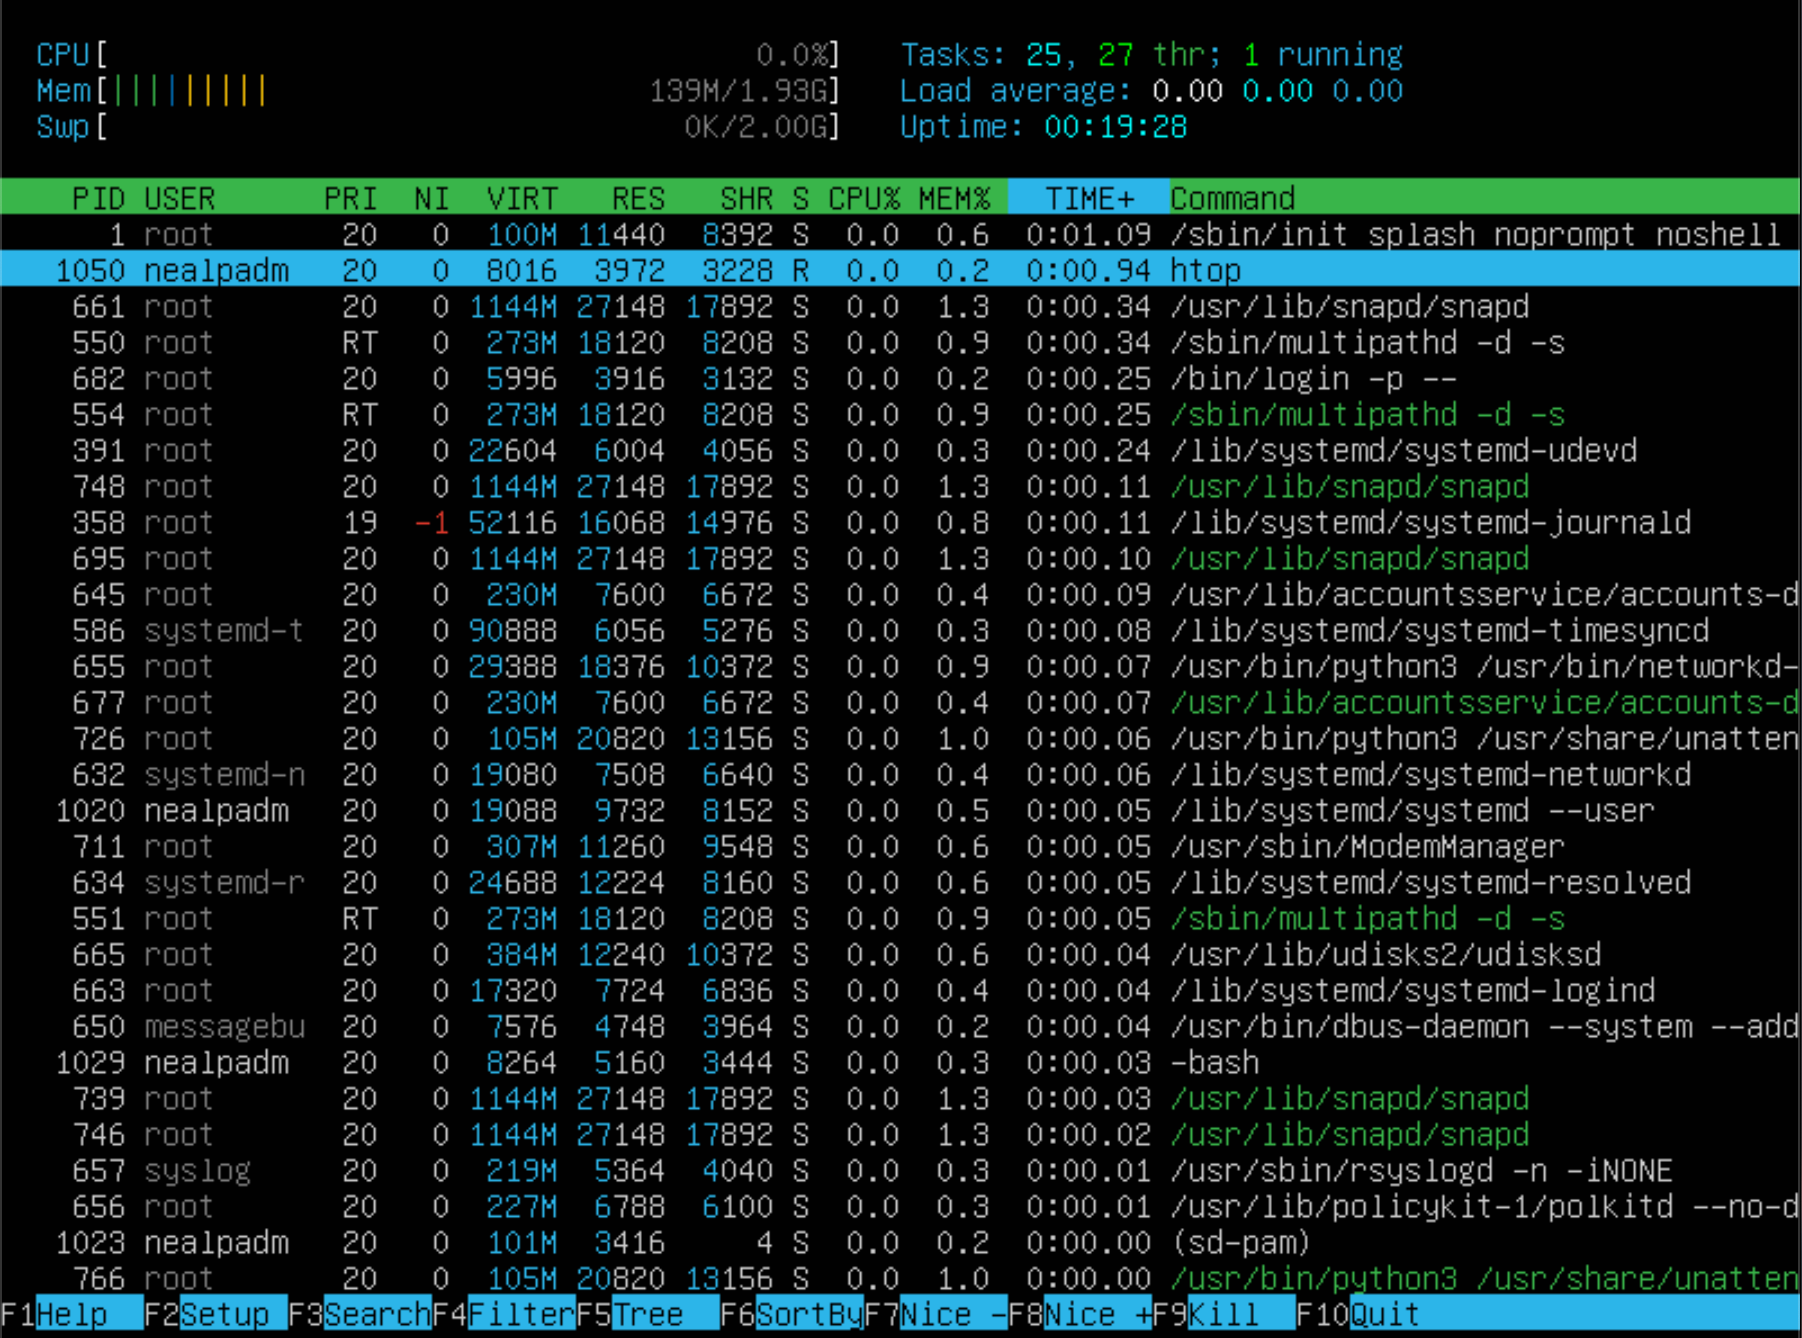 CPU[ 0.0%] Tasks: 25, 27 thr; 1 running
Mem[||||||||| 139M/1.93G] Load average: 0.00 0.00 0.00
Swp[ 0K/2.00G] Uptime: 00:19:28
PID USER PRI NI VIRT RES SHR S CPU% MEM% TIME+ Command
1 root 20 0 100M 11440 8392 S 0.0 0.6 0:01.09 /sbin/init splash noprompt noshell
1050 nealpadm 20 0 8016 3972 3228 R 0.0 0.2 0:00.94 htop
661 root 20 0 1144M 27148 17892 S 0.0 1.3 0:00.34 /usr/lib/snapd/snapd
550 root RT 0 273M 18120 8208 S 0.0 0.9 0:00.34 /sbin/multipathd -d -s
682 root 20 0 5996 3916 3132 S 0.0 0.2 0:00.25 /bin/login -p --
554 root RT 0 273M 18120 8208 S 0.0 0.9 0:00.25 /sbin/multipathd -d -s
391 root 20 0 22604 6004 4056 S 0.0 0.3 0:00.24 /lib/systemd/systemd-udevd
748 root 20 0 1144M 27148 17892 S 0.0 1.3 0:00.11 /usr/lib/snapd/snapd
358 root 19 -1 52116 16068 14976 S 0.0 0.8 0:00.11 /lib/systemd/systemd-journald
695 root 20 0 1144M 27148 17892 S 0.0 1.3 0:00.10 /usr/lib/snapd/snapd
645 root 20 0 230M 7600 6672 S 0.0 0.4 0:00.09 /usr/lib/accountsservice/accounts-d
586 systemd-t 20 0 90888 6056 5276 S 0.0 0.3 0:00.08 /lib/systemd/systemd-timesyncd
655 root 20 0 29388 18376 10372 S 0.0 0.9 0:00.07 /usr/bin/python3 /usr/bin/networkd-
677 root 20 0 230M 7600 6672 S 0.0 0.4 0:00.07 /usr/lib/accountsservice/accounts-d
726 root 20 0 105M 20820 13156 S 0.0 1.0 0:00.06 /usr/bin/python3 /usr/share/unatten
632 systemd-n 20 0 19080 7508 6640 S 0.0 0.4 0:00.06 /lib/systemd/systemd-networkd
1020 nealpadm 20 0 19088 9732 8152 S 0.0 0.5 0:00.05 /lib/systemd/systemd --user
711 root 20 0 307M 11260 9548 S 0.0 0.6 0:00.05 /usr/sbin/ModemManager
634 systemd-r 20 0 24688 12224 8160 S 0.0 0.6 0:00.05 /lib/systemd/systemd-resolved
551 root RT 0 273M 18120 8208 S 0.0 0.9 0:00.05 /sbin/multipathd -d -s
665 root 20 0 384M 12240 10372 S 0.0 0.6 0:00.04 /usr/lib/udisks2/udisksd
663 root 20 0 17320 7724 6836 S 0.0 0.4 0:00.04 /lib/systemd/systemd-logind
650 messagebu 20 0 7576 4748 3964 S 0.0 0.2 0:00.04 /usr/bin/dbus-daemon --system --add
1029 nealpadm 20 0 8264 5160 3444 S 0.0 0.3 0:00.03 -bash
739 root 20 0 1144M 27148 17892 S 0.0 1.3 0:00.03 /usr/lib/snapd/snapd
746 root 20 0 1144M 27148 17892 S 0.0 1.3 0:00.02 /usr/lib/snapd/snapd
657 syslog 20 0 219M 5364 4040 S 0.0 0.3 0:00.01 /usr/sbin/rsyslogd -n -iNONE
656 root 20 0 227M 6788 6100 S 0.0 0.3 0:00.01 /usr/lib/policykit-1/polkitd --no-d
1023 nealpadm 20 0 101M 3416 4 S 0.0 0.2 0:00.00 (sd-pam)
766 root 20 0 105M 20820 13156 S 0.0 1.0 0:00.00 /usr/bin/python3 /usr/share/unatten
F1Help F2Setup F3SearchF4FilterF5Tree F6SortByF7Nice -F8Nice +F9Kill F10Quit